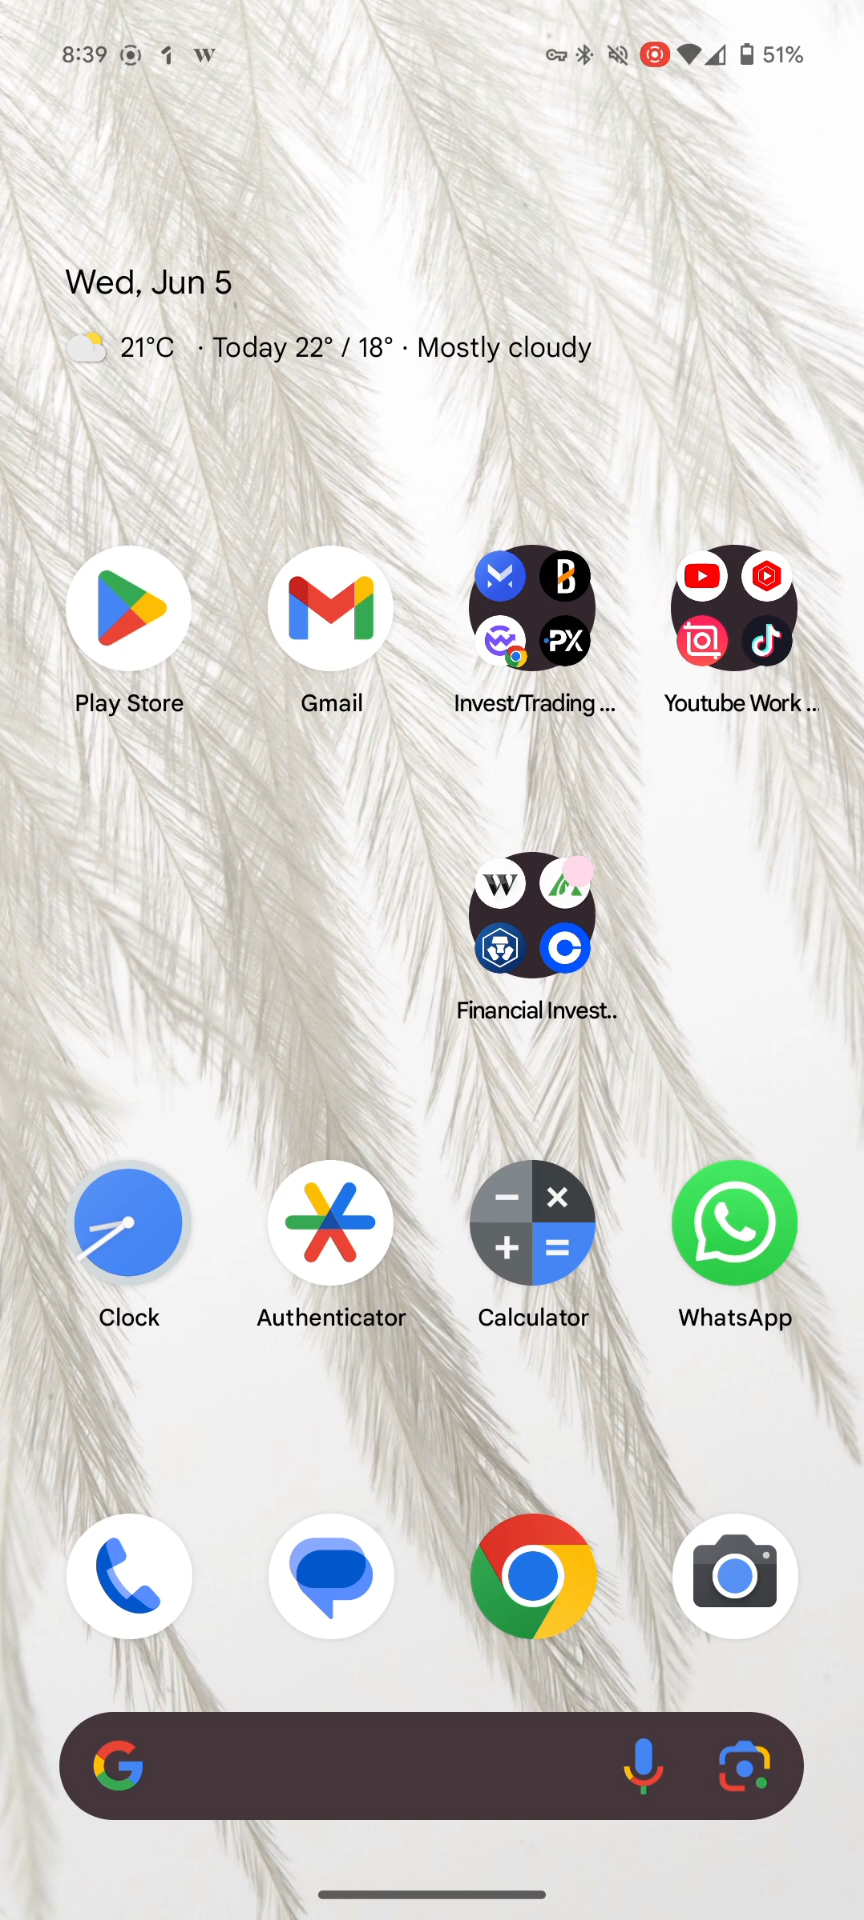 8:39 W 51%
Wed, Jun 5
21°C · Today 22° / 18° · Mostly cloudy
B
PX
Play Store Gmail Invest/Trading ... Youtube Work ..
W
Financial Invest..
Clock Authenticator Calculator WhatsApp
G